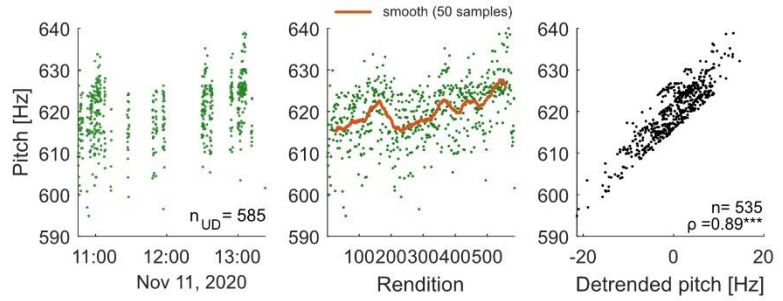 smooth (50 samples)
Pitch [Hz]
640
630
620
610
600
590
n UD = 585
11:00 12:00 13:00
Nov 11, 2020
640
630
620
610
600
590
100200300400500
Rendition
640
630
620
610
600
590
n= 535
ρ =0.89***
-20 0 20
Detrended pitch [Hz]